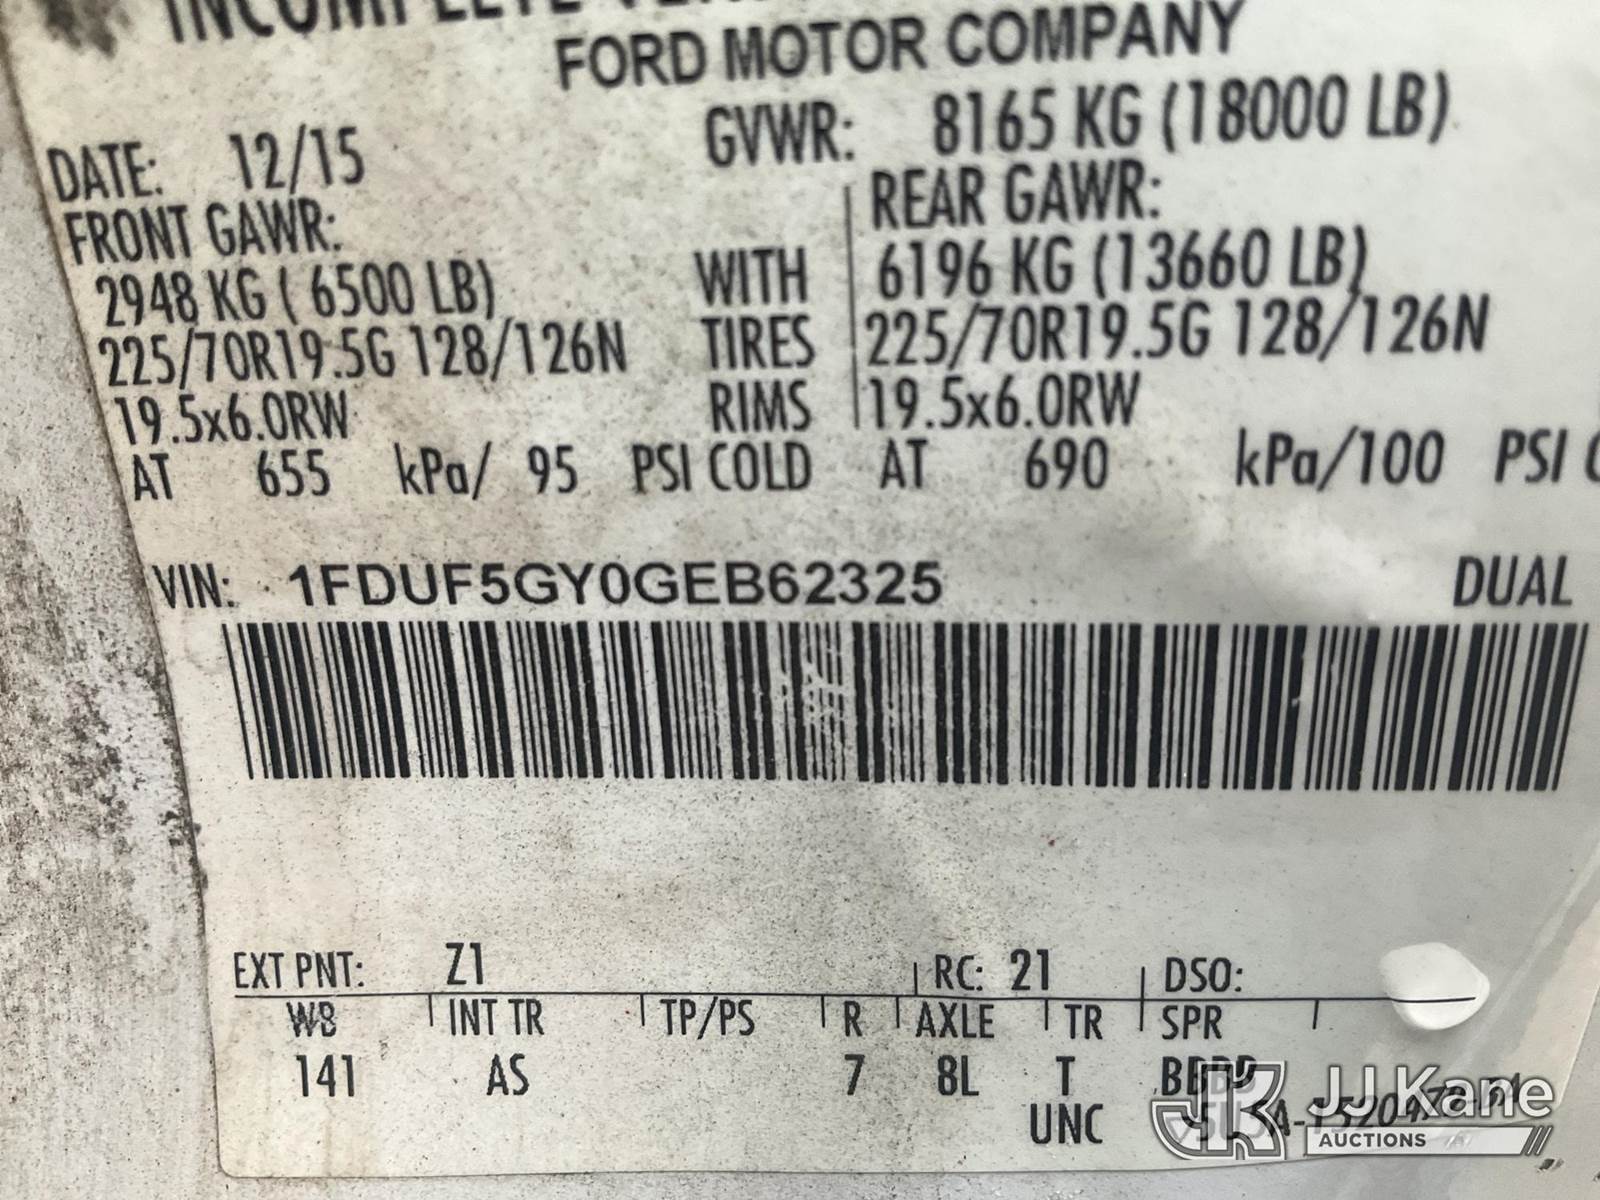 INCOMPLETE
FORD MOTOR COMPANY
DATE: 12/15 GVWR: 8165 KG (18000 LB)
FRONT GAWR: REAR GAWR:
2948 KG ( 6500 LB) WITH 6196 KG (13660 LB)
225/70R19.5G 128/126N TIRES 225/70R19.5G 128/126N
19.5x6.0RW RIMS 19.5x6.0RW
AT 655 kPa/ 95 PSI COLD AT 690 kPa/100 PSI
VIN: 1FDUF5GY0GEB62325 DUAL
EXT PNT: Z1 RC: 21 DSO:
WB INT TR TP/PS R AXLE TR SPR
141 AS 7 8L T
UNC
JJ Kane
AUCTIONS